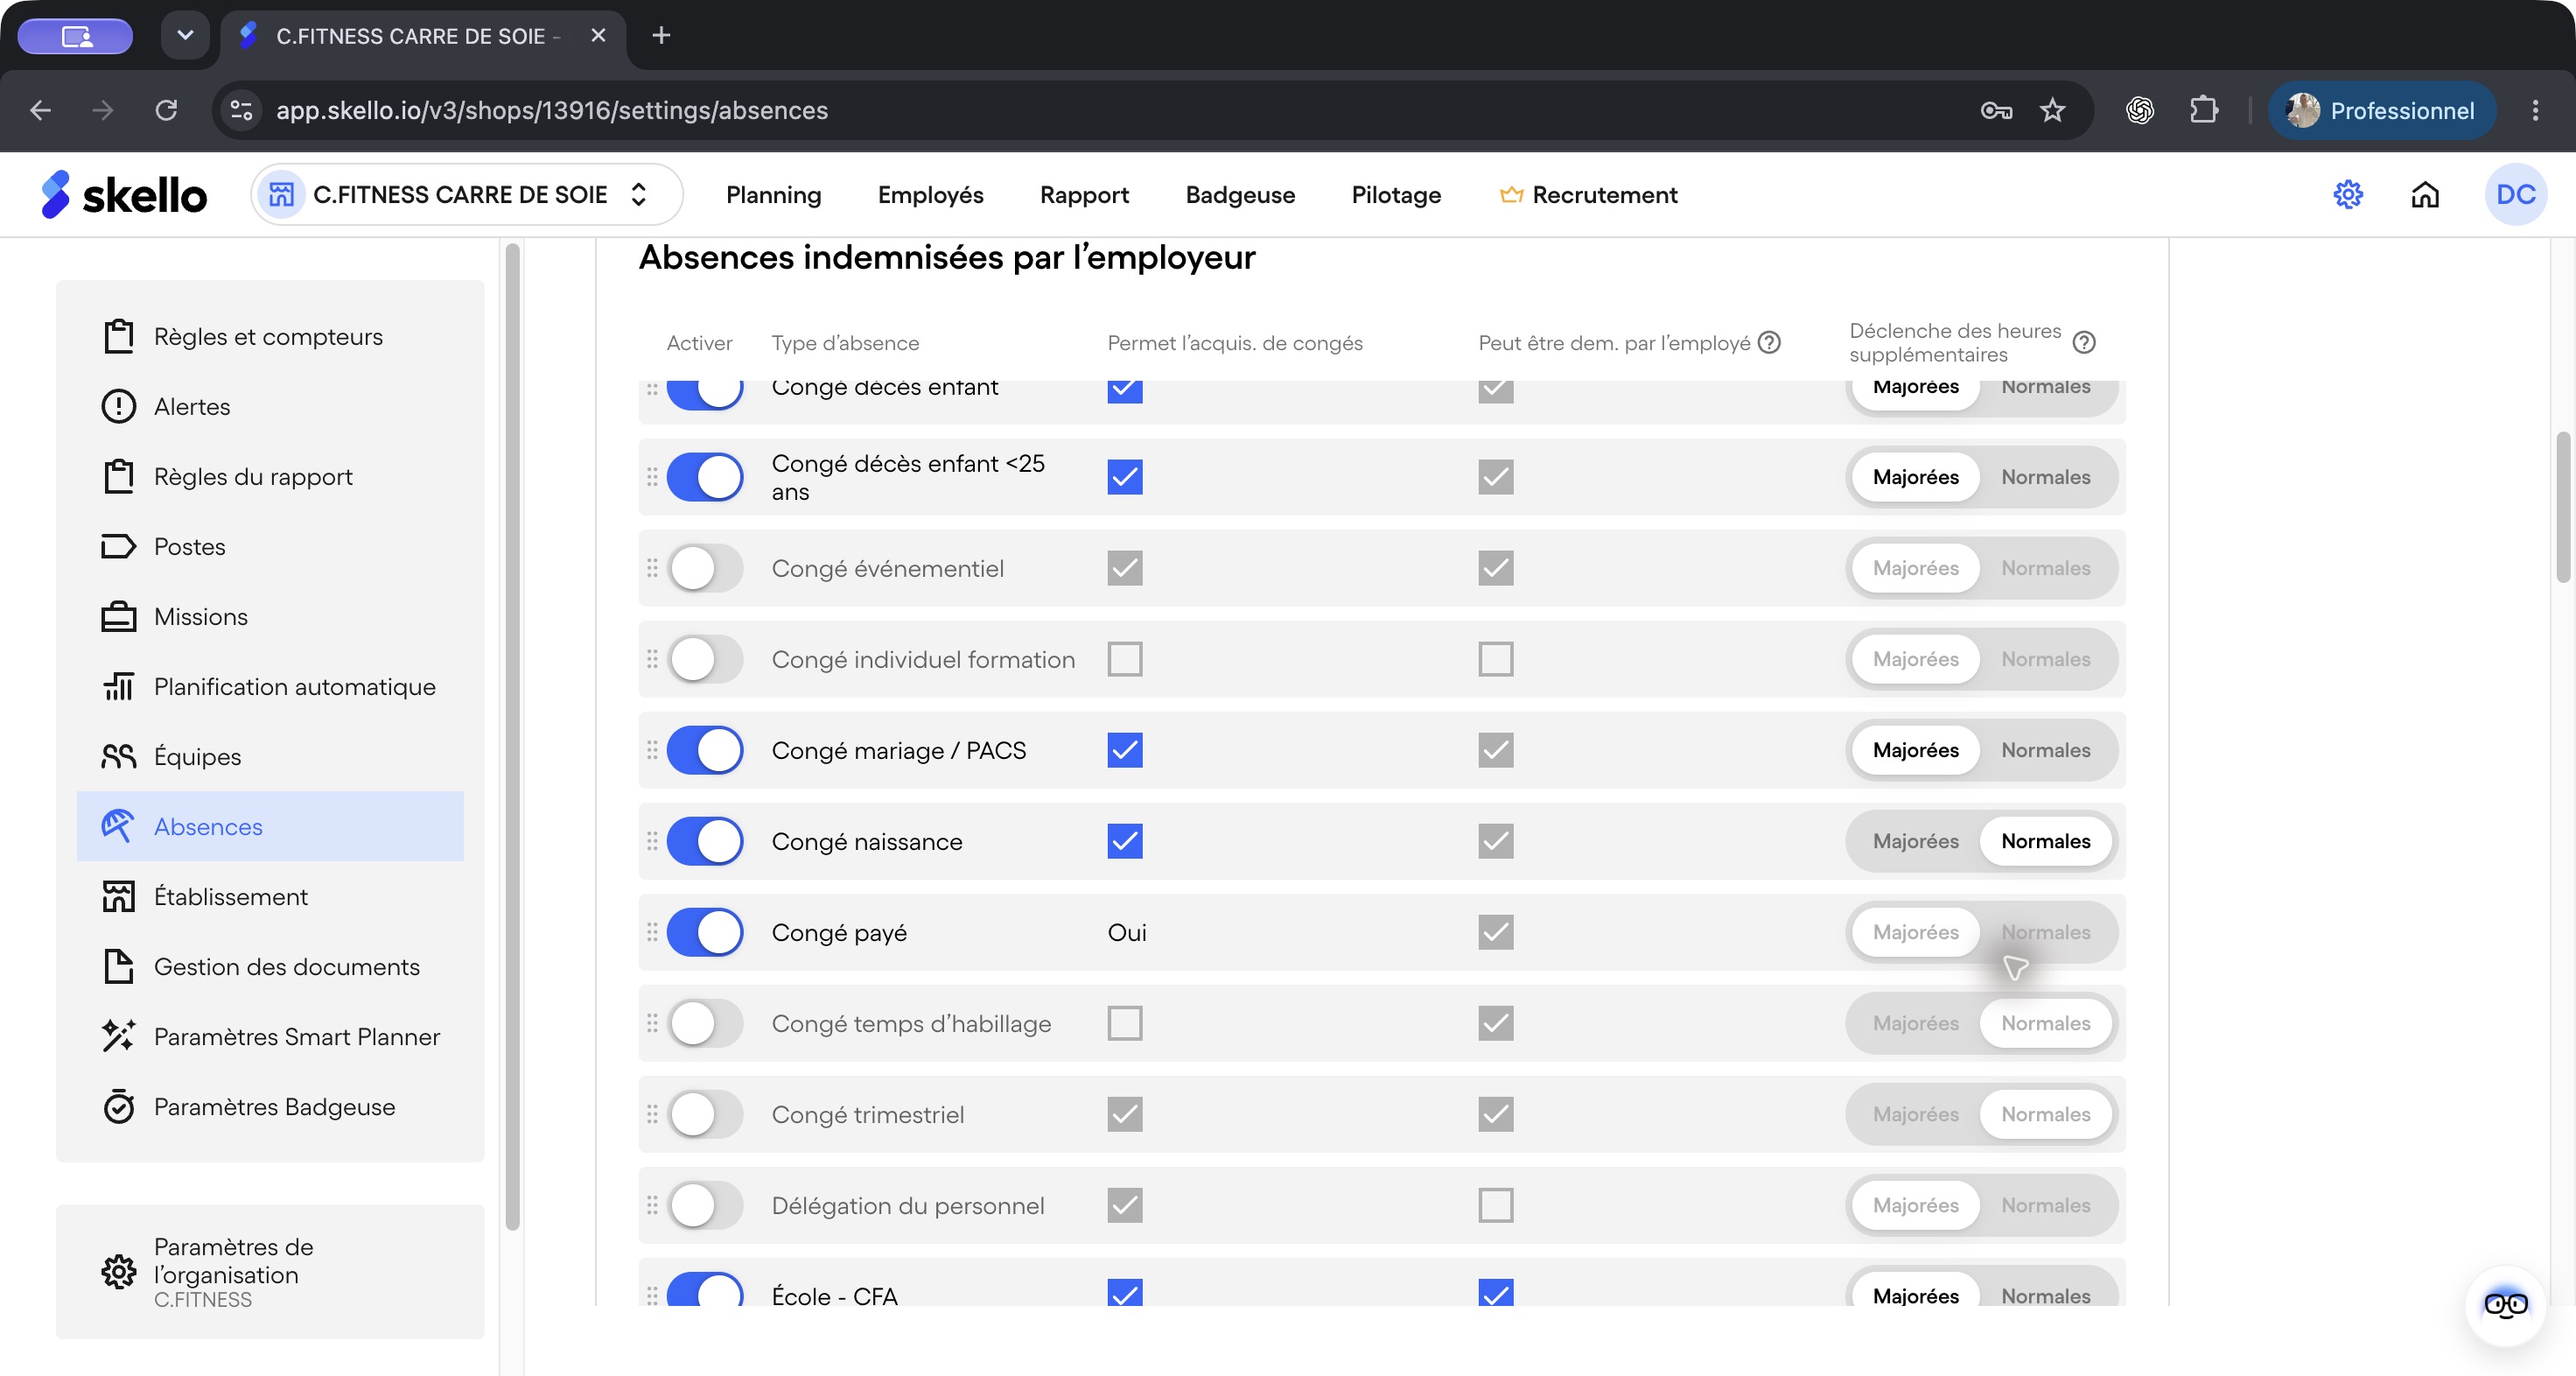 C.FITNESS CARRE DE SOIE -
app.skello.io/v3/shops/13916/settings/absences
Professionnel
skello
C.FITNESS CARRE DE SOIE
Planning
Employés
Rapport
Badgeuse
Pilotage
Recrutement
DC
Règles et compteurs
Alertes
Règles du rapport
Postes
Missions
Planification automatique
Équipes
Absences
Établissement
Gestion des documents
Paramètres Smart Planner
Paramètres Badgeuse
Paramètres de
l’organisation
C.FITNESS
Absences indemnisées par l’employeur
Activer
Type d’absence
Permet l’acquis. de congés
Peut être dem. par l’employé ?
Déclenche des heures
supplémentaires ?
Congé décès enfant Majorées Normales
Congé décès enfant <25
ans
Majorées Normales
Congé événementiel Majorées Normales
Congé individuel formation Majorées Normales
Congé mariage / PACS Majorées Normales
Congé naissance Majorées Normales
Congé payé Oui Majorées Normales
Congé temps d’habillage Majorées Normales
Congé trimestriel Majorées Normales
Délégation du personnel Majorées Normales
École - CFA Majorées Normales